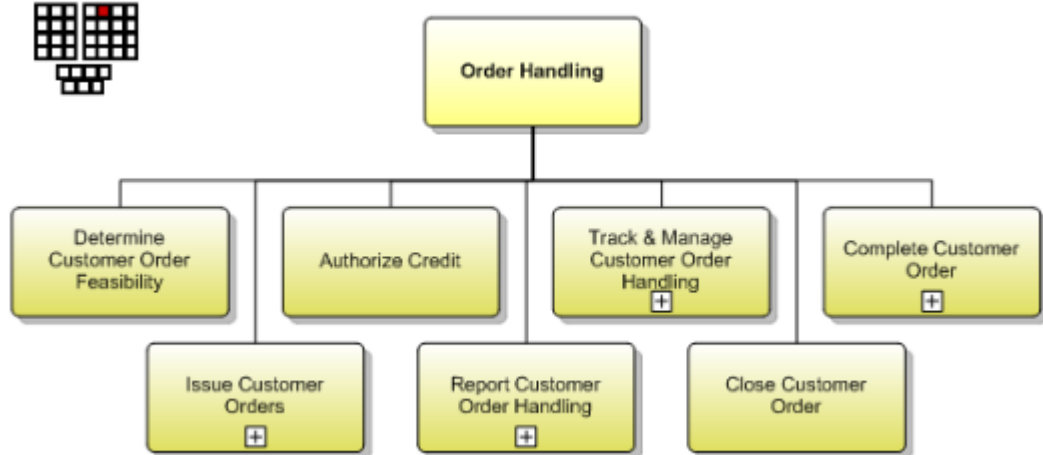 Order Handling
Determine
Customer Order
Feasibility
Authorize Credit
Track & Manage
Customer Order
Handling
Complete Customer
Order
Issue Customer
Orders
Report Customer
Order Handling
Close Customer
Order